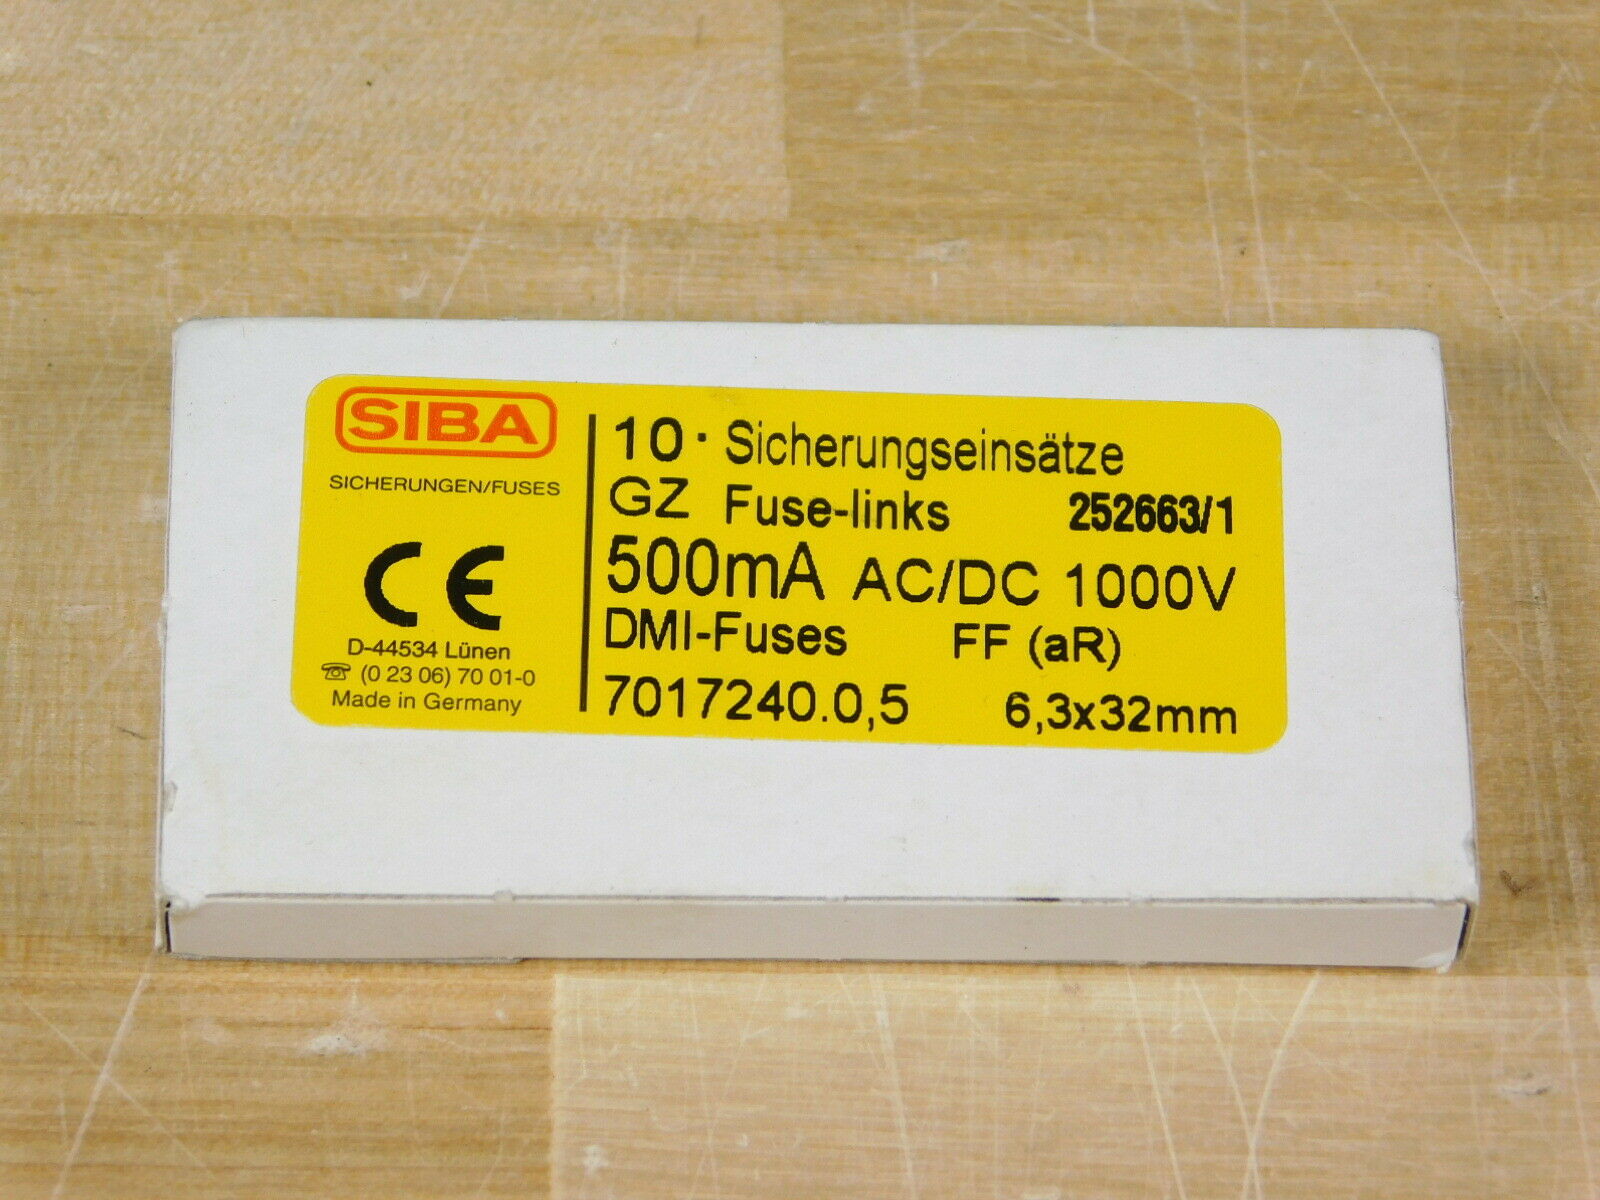 SIBA
SICHERUNGEN/FUSES
CE
D-44534 Lünen
☏ (0 23 06) 70 01-0
Made in Germany
10 · Sicherungseinsätze
GZ Fuse-links 252663/1
500mA AC/DC 1000V
DMI-Fuses FF (aR)
7017240.0,5 6,3x32mm